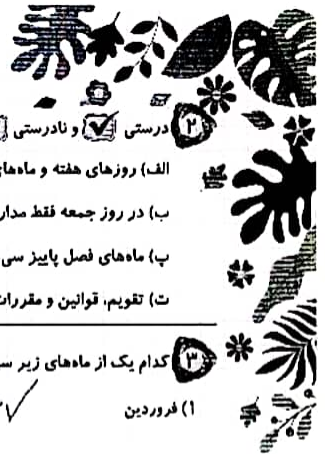 ۲ درستی ✓ و نادرستی
الف) روزهای هفته و ماه‌های
ب) در روز جمعه فقط مدار
پ) ماه‌های فصل پاییز سی
ت) تقویم، قوانین و مقررات
۳ کدام یک از ماه‌های زیر سی
۱) فروردین